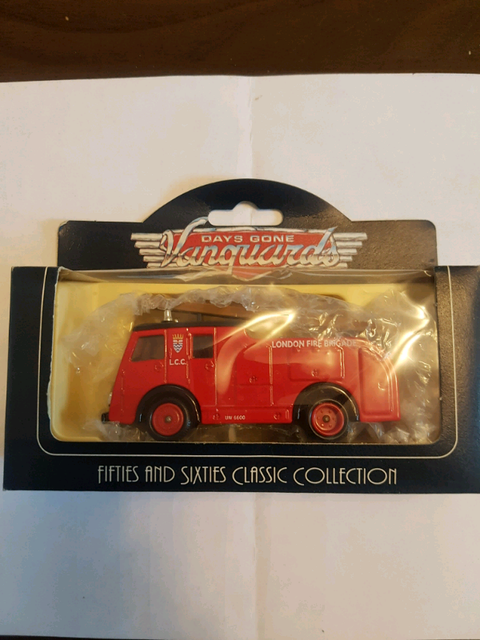 DAYS GONE
Vanguards
LONDON FIRE BRIGADE
L.C.C.
FIFTIES AND SIXTIES CLASSIC COLLECTION